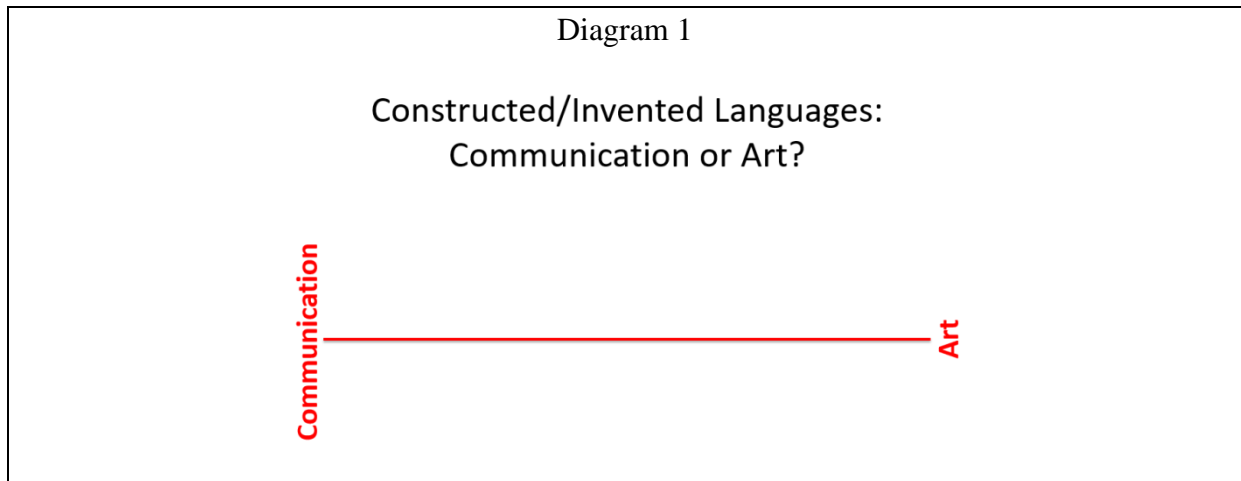 Diagram 1
Constructed/Invented Languages:
Communication or Art?
Communication
Art